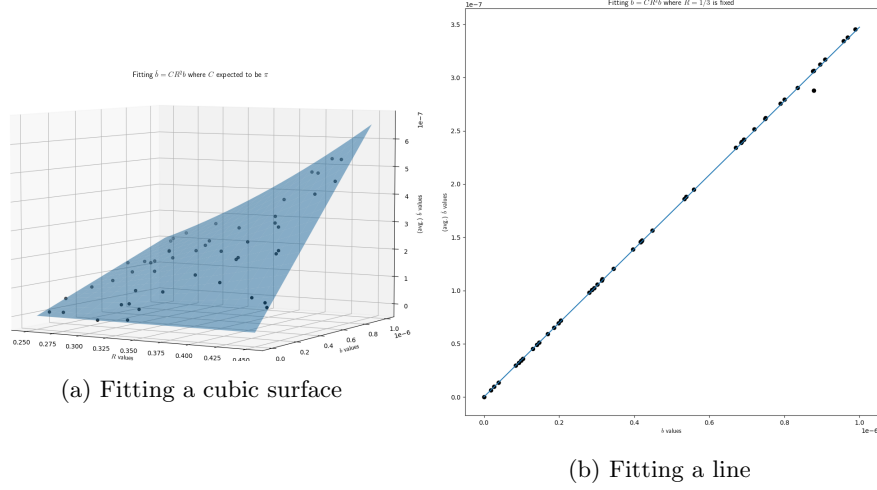 Fitting ḃ = CR²b where C expected to be π
1e−7
6
5
4
3
2
1
0
(avg.) ḃ values
0.250
0.275
0.300
0.325
0.350
0.375
0.400
0.425
0.450
R values
0.0
0.2
0.4
0.6
0.8
1.0
1e−6
b values
(a) Fitting a cubic surface
Fitting ḃ = CR²b where R = 1/3 is fixed
1e−7
3.5
3.0
2.5
2.0
1.5
1.0
0.5
0.0
(avg.) ḃ values
0.0
0.2
0.4
0.6
0.8
1.0
1e−6
b values
(b) Fitting a line